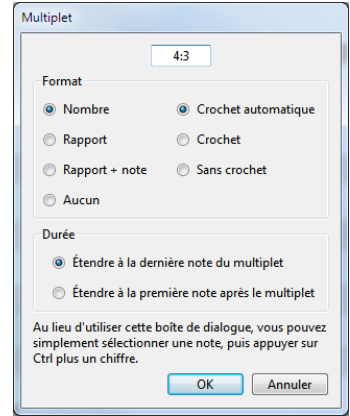 Multiplet
4:3
Format
Nombre
Crochet automatique
Rapport
Crochet
Rapport + note
Sans crochet
Aucun
Durée
Étendre à la dernière note du multiplet
Étendre à la première note après le multiplet
Au lieu d'utiliser cette boîte de dialogue, vous pouvez
simplement sélectionner une note, puis appuyer sur
Ctrl plus un chiffre.
OK
Annuler